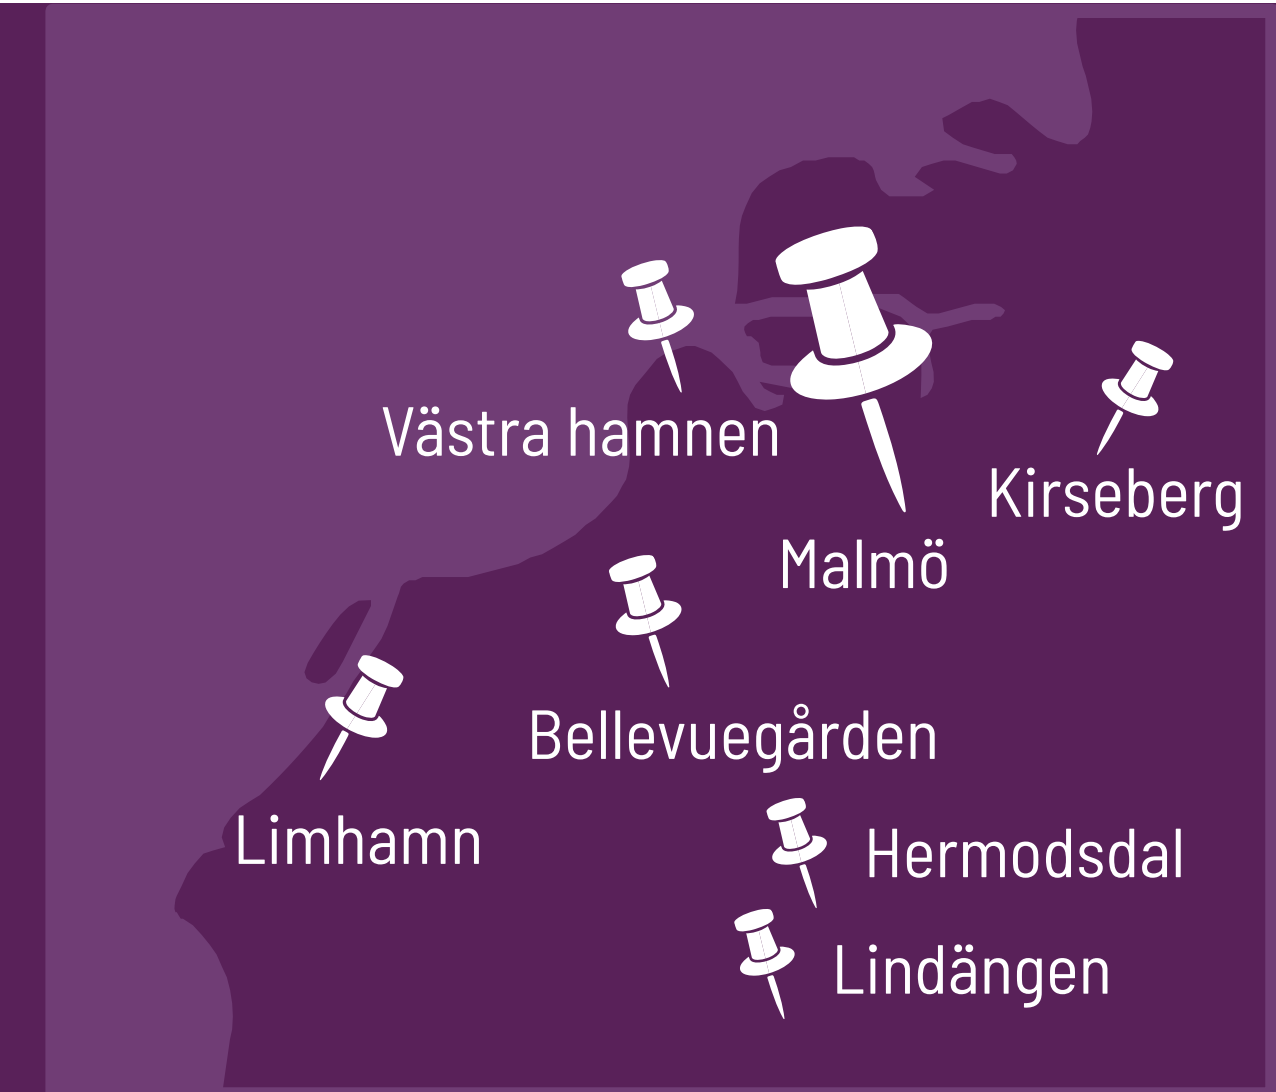 Västra hamnen
Kirseberg
Malmö
Bellevuegården
Limhamn
Hermodsdal
Lindängen